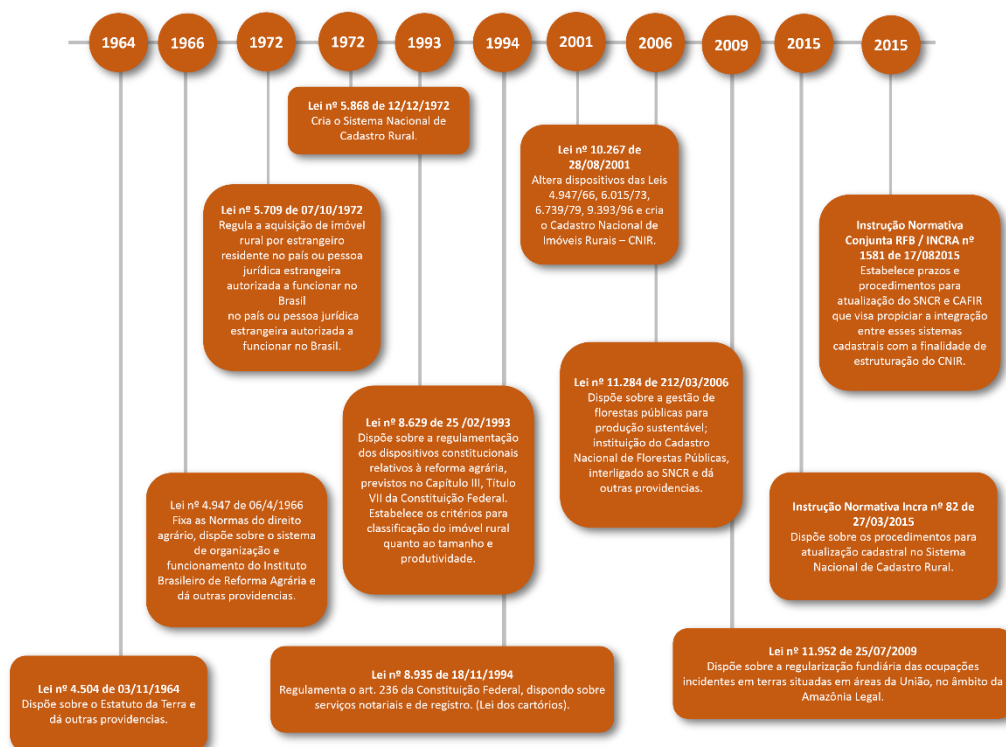 1964
1966
1972
1972
1993
1994
2001
2006
2009
2015
2015
Lei nº 5.868 de 12/12/1972
Cria o Sistema Nacional de
Cadastro Rural.
Lei nº 10.267 de
28/08/2001
Altera dispositivos das Leis
4.947/66, 6.015/73,
6.739/79, 9.393/96 e cria
o Cadastro Nacional de
Imóveis Rurais – CNIR.
Lei nº 5.709 de 07/10/1972
Regula a aquisição de imóvel
rural por estrangeiro
residente no país ou pessoa
jurídica estrangeira
autorizada a funcionar no
Brasil
no país ou pessoa jurídica
estrangeira autorizada a
funcionar no Brasil.
Instrução Normativa
Conjunta RFB / INCRA nº
1581 de 17/082015
Estabelece prazos e
procedimentos para
atualização do SNCR e CAFIR
que visa propiciar a integração
entre esses sistemas
cadastrais com a finalidade de
estruturação do CNIR.
Lei nº 11.284 de 212/03/2006
Dispõe sobre a gestão de
florestas públicas para
produção sustentável;
instituição do Cadastro
Nacional de Florestas Públicas,
interligado ao SNCR e dá
outras providencias.
Lei nº 8.629 de 25 /02/1993
Dispõe sobre a regulamentação
dos dispositivos constitucionais
relativos à reforma agrária,
previstos no Capítulo III, Título
VII da Constituição Federal.
Estabelece os critérios para
classificação do imóvel rural
quanto ao tamanho e
produtividade.
Lei nº 4.947 de 06/4/1966
Fixa as Normas do direito
agrário, dispõe sobre o sistema
de organização e
funcionamento do Instituto
Brasileiro de Reforma Agrária e
dá outras providencias.
Instrução Normativa Incra nº 82 de
27/03/2015
Dispõe sobre os procedimentos para
atualização cadastral no Sistema
Nacional de Cadastro Rural.
Lei nº 4.504 de 03/11/1964
Dispõe sobre o Estatuto da Terra e
dá outras providencias.
Lei nº 8.935 de 18/11/1994
Regulamenta o art. 236 da Constituição Federal, dispondo sobre
serviços notariais e de registro. (Lei dos cartórios).
Lei nº 11.952 de 25/07/2009
Dispõe sobre a regularização fundiária das ocupações
incidentes em terras situadas em áreas da União, no âmbito da
Amazônia Legal.